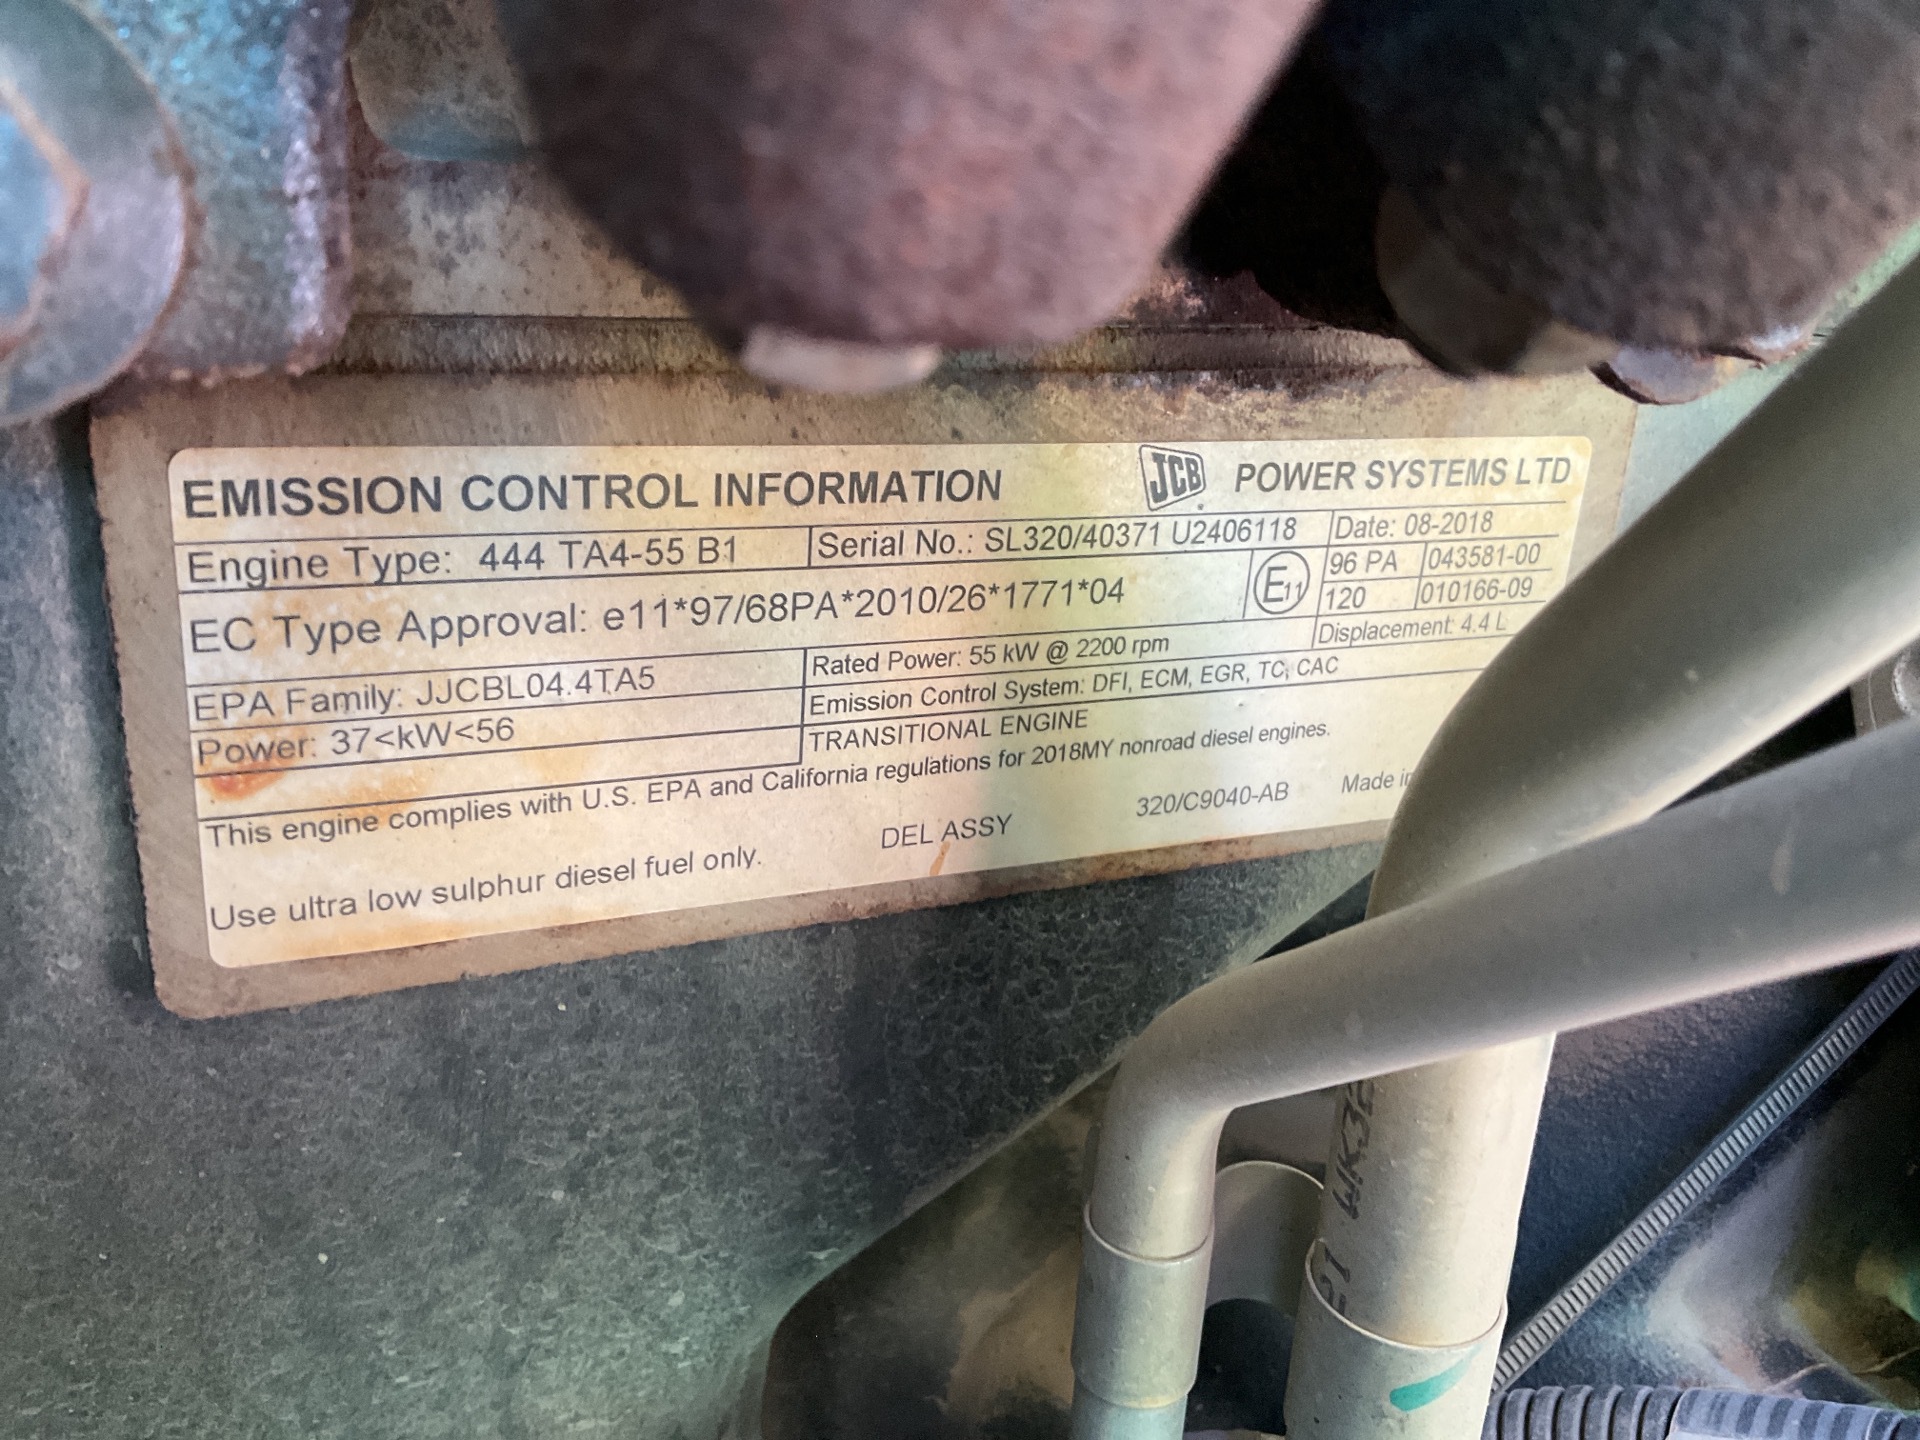 EMISSION CONTROL INFORMATION JCB POWER SYSTEMS LTD
Engine Type: 444 TA4-55 B1 Serial No.: SL320/40371 U2406118 Date: 08-2018
EC Type Approval: e11*97/68PA*2010/26*1771*04 E11 96 PA 043581-00
120 010166-09
EPA Family: JJCBL04.4TA5 Rated Power: 55 kW @ 2200 rpm Displacement: 4.4 L
Power: 37<kW<56 Emission Control System: DFI, ECM, EGR, TC, CAC
TRANSITIONAL ENGINE
This engine complies with U.S. EPA and California regulations for 2018MY nonroad diesel engines.
Use ultra low sulphur diesel fuel only. DEL ASSY 320/C9040-AB Made in